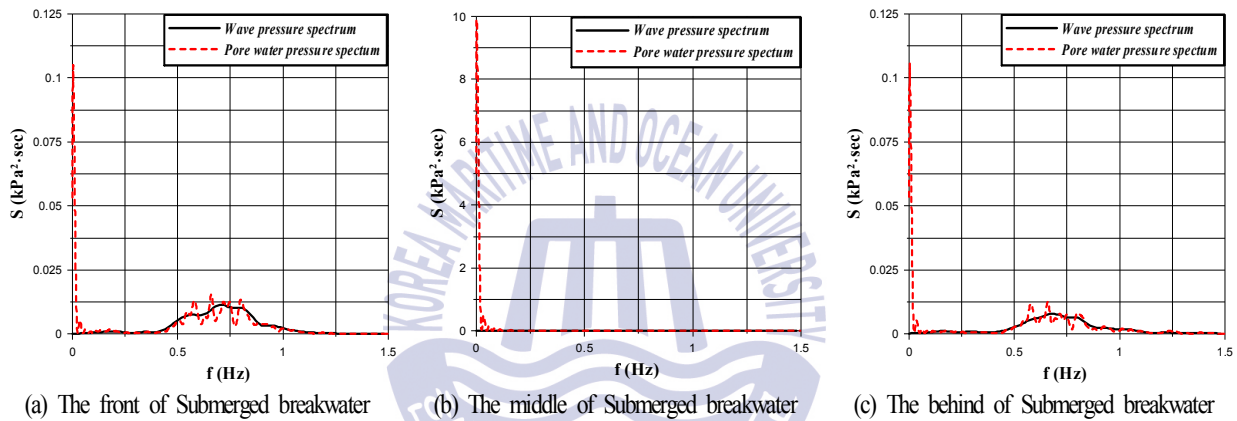 0.125
0.1
0.075
0.05
0.025
0
S (kPa²·sec)
Wave pressure spectrum
Pore water pressure spectum
0
0.5
1
1.5
f (Hz)
(a) The front of Submerged breakwater
10
9
8
7
6
5
4
3
2
1
0
S (kPa²·sec)
Wave pressure spectrum
Pore water pressure spectum
0
0.5
1
1.5
f (Hz)
(b) The middle of Submerged breakwater
0.125
0.1
0.075
0.05
0.025
0
S (kPa²·sec)
Wave pressure spectrum
Pore water pressure spectum
0
0.5
1
1.5
f (Hz)
(c) The behind of Submerged breakwater
KOREA MARITIME AND OCEAN UNIVERSITY